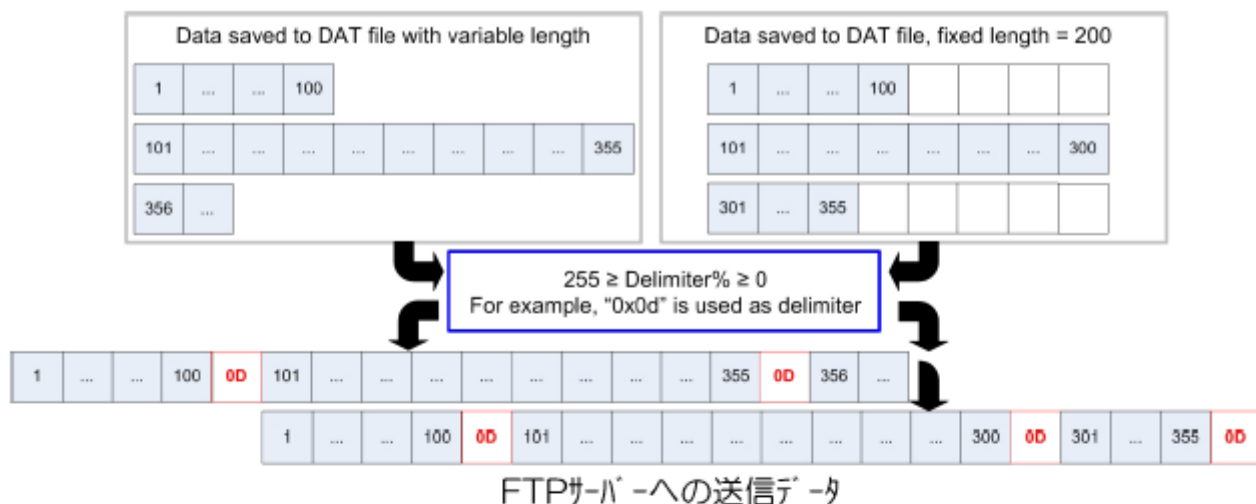 Data saved to DAT file with variable length
1 ... ... 100
101 ... ... ... ... ... ... ... ... 355
356 ...
Data saved to DAT file, fixed length = 200
1 ... ... 100
101 ... ... ... ... ... ... 300
301 ... 355
255 ≥ Delimiter% ≥ 0
For example, “0x0d” is used as delimiter
1 ... ... 100 0D 101 ... ... ... ... ... ... ... ... 355 0D 356 ...
1 ... ... 100 0D 101 ... ... ... ... ... ... ... ... 300 0D 301 ... 355 0D
FTPｻｰﾊﾞｰへの送信ﾃﾞｰﾀ